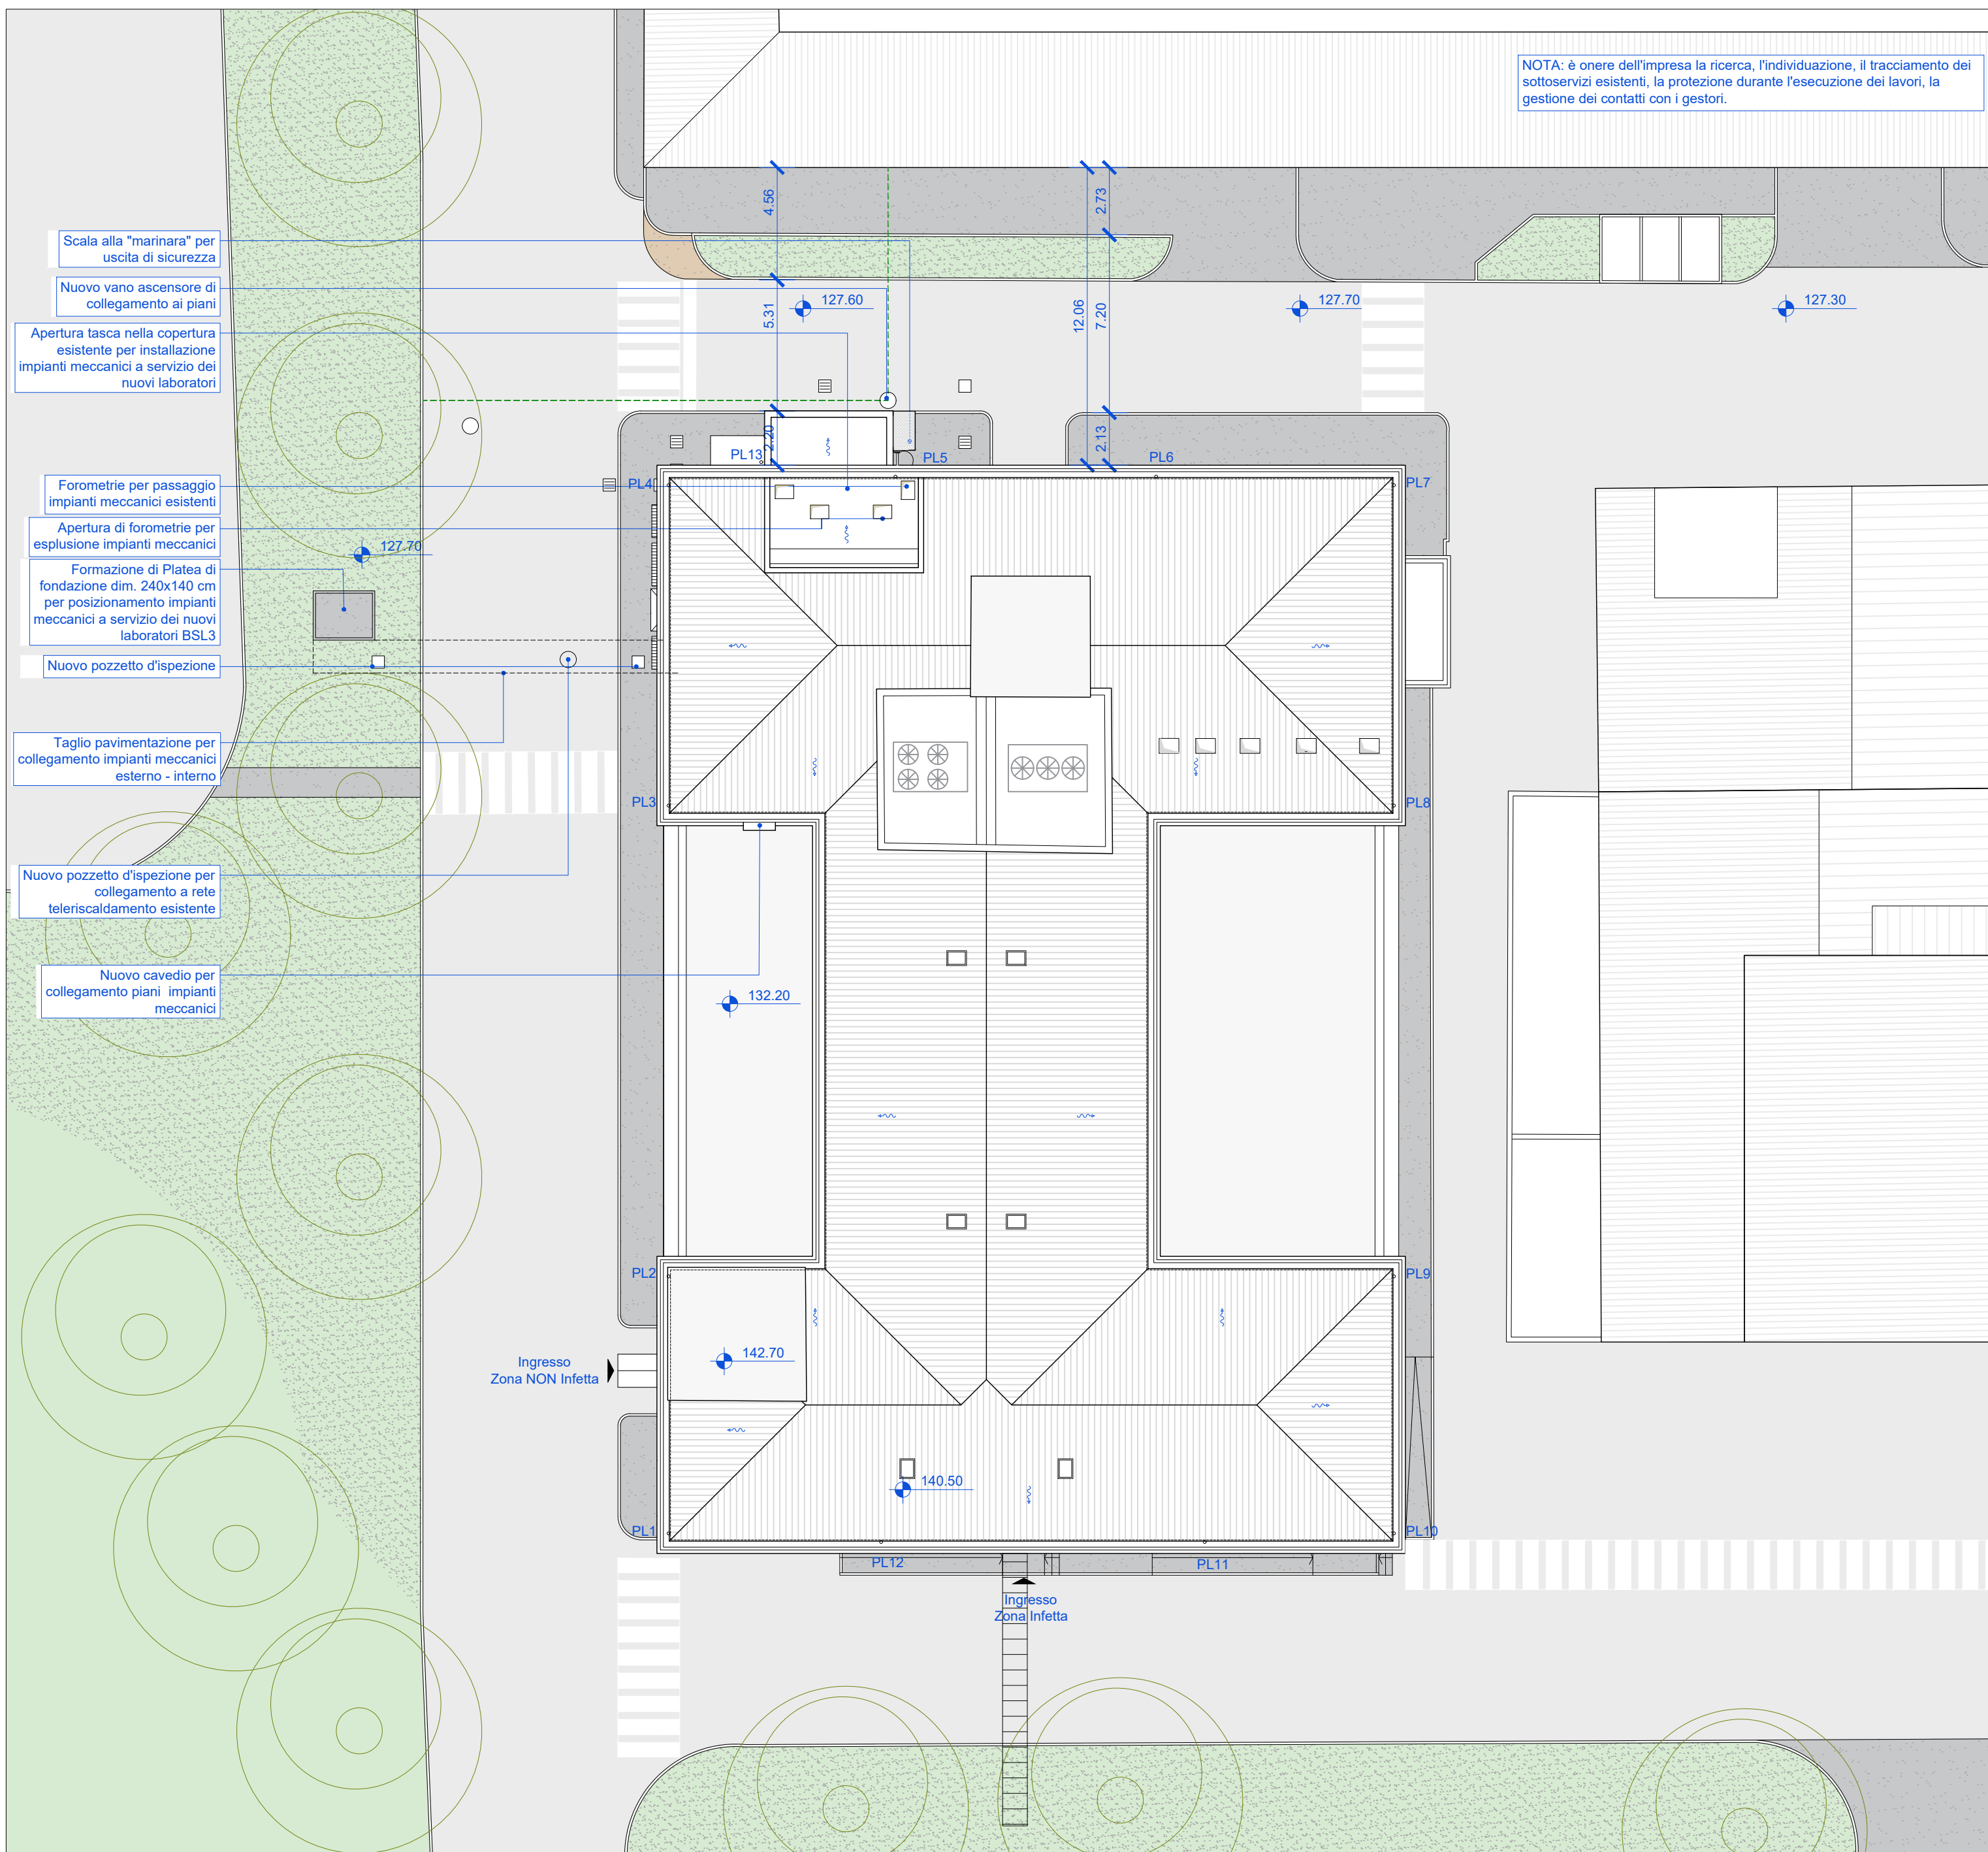 NOTA: è onere dell'impresa la ricerca, l'individuazione, il tracciamento dei
sottoservizi esistenti, la protezione durante l'esecuzione dei lavori, la
gestione dei contatti con i gestori.
4.56
2.73
Scala alla "marinara" per
uscita di sicurezza
Nuovo vano ascensore di
collegamento ai piani
5.31
127.60
12.06
7.20
127.70
127.30
Apertura tasca nella copertura
esistente per installazione
impianti meccanici a servizio dei
nuovi laboratori
2.20
2.13
PL13
PL5
PL6
PL4
PL7
Forometrie per passaggio
impianti meccanici esistenti
Apertura di forometrie per
esplusione impianti meccanici
127.70
Formazione di Platea di
fondazione dim. 240x140 cm
per posizionamento impianti
meccanici a servizio dei nuovi
laboratori BSL3
Nuovo pozzetto d'ispezione
Taglio pavimentazione per
collegamento impianti meccanici
esterno - interno
PL3
PL8
Nuovo pozzetto d'ispezione per
collegamento a rete
teleriscaldamento esistente
Nuovo cavedio per
collegamento piani  impianti
meccanici
132.20
PL2
PL9
142.70
Ingresso
Zona NON Infetta
140.50
PL1
PL10
PL12
PL11
Ingresso
Zona Infetta